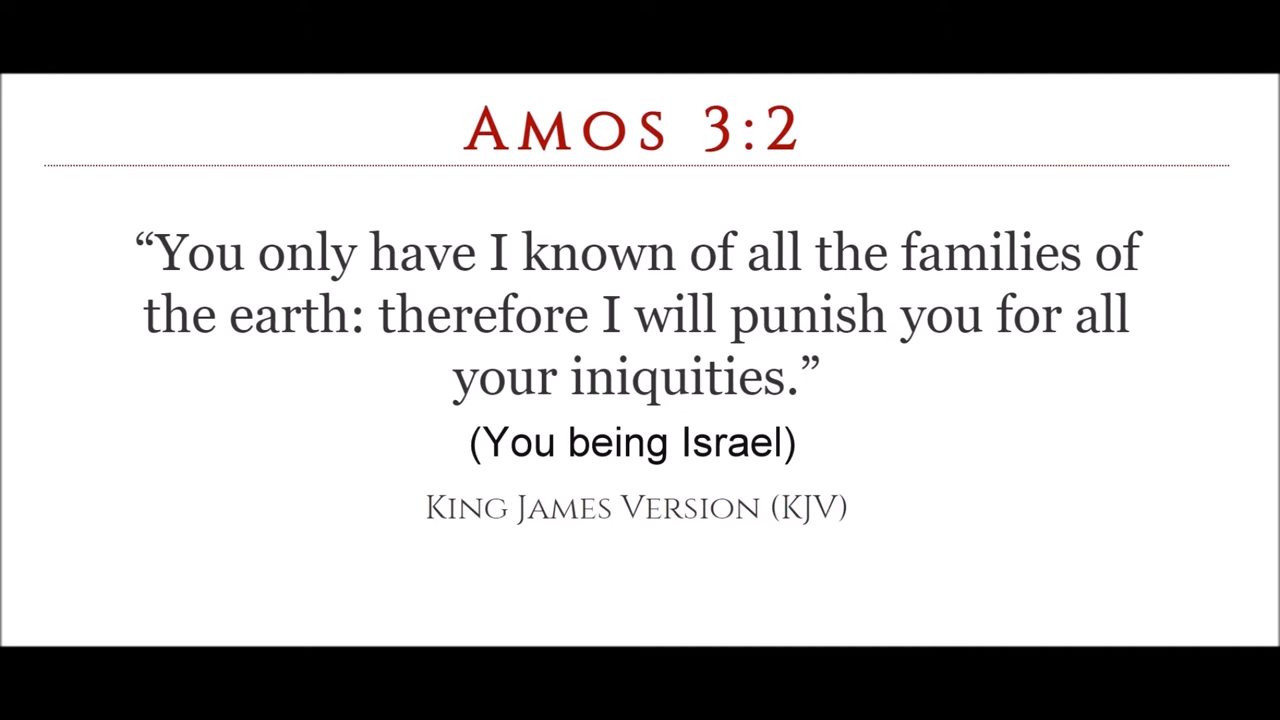 Amos 3:2
“You only have I known of all the families of
the earth: therefore I will punish you for all
your iniquities.”
(You being Israel)
King James Version (KJV)